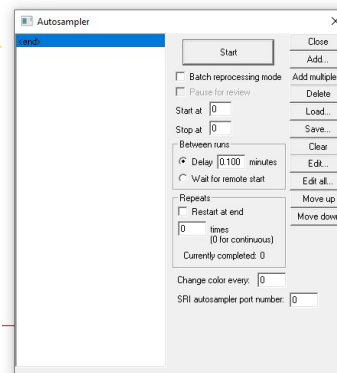 Autosampler
<end>
Start
Close
Add...
Batch reprocessing mode
Add multiple
Pause for review
Delete
Start at 0
Load...
Stop at 0
Save...
Between runs
Clear
Delay 0.100 minutes
Edit...
Wait for remote start
Edit all...
Repeats
Move up
Restart at end
Move down
0 times
(0 for continuous)
Currently completed: 0
Change color every: 0
SRI autosampler port number: 0